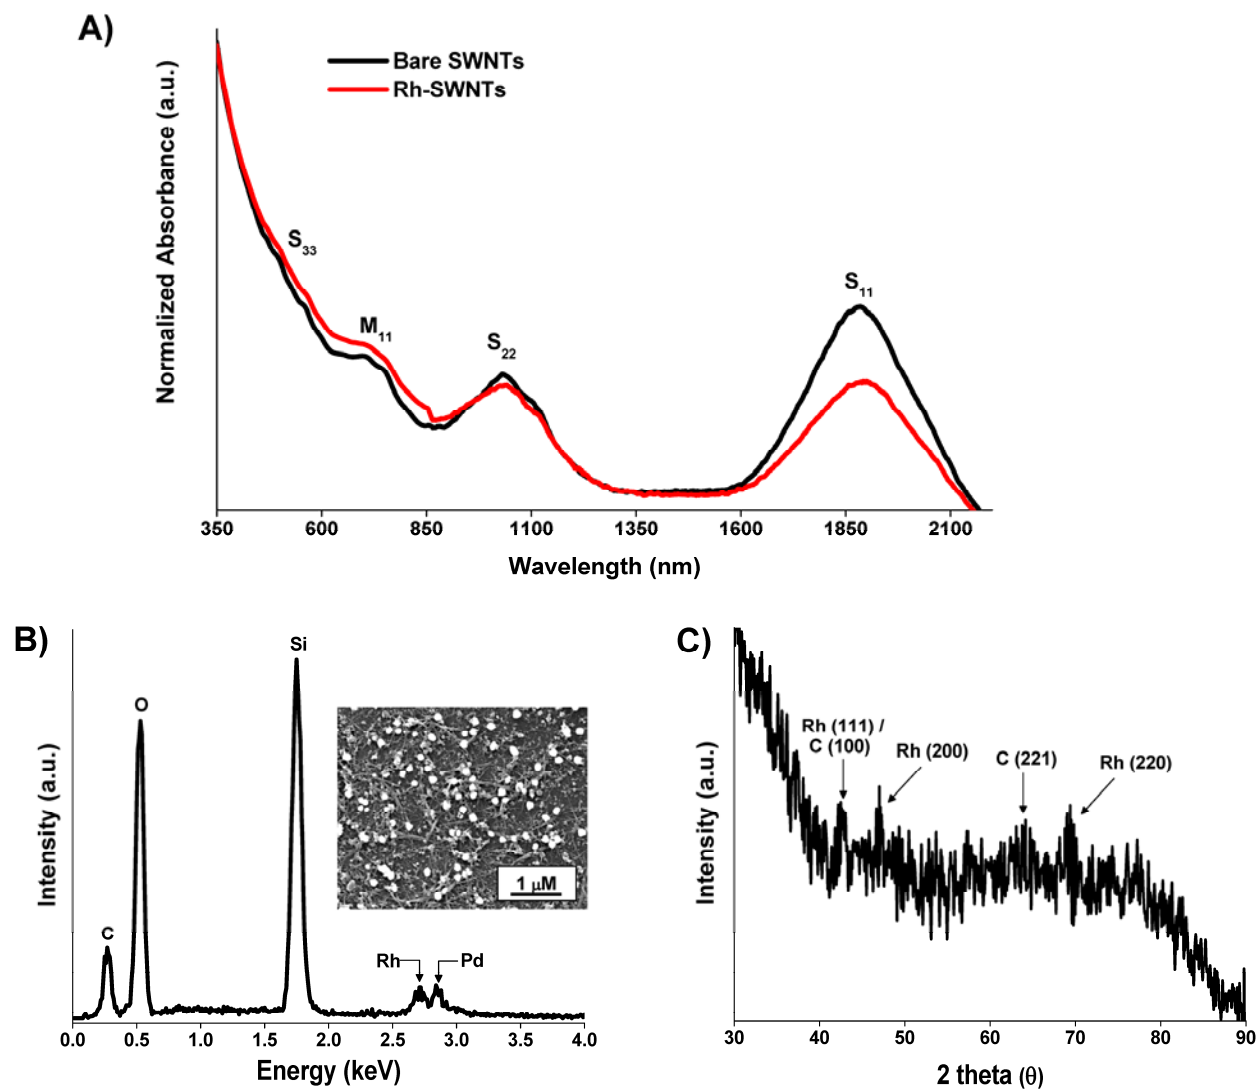 A)
Bare SWNTs
Rh-SWNTs
Normalized Absorbance (a.u.)
S33
M11
S22
S11
350 600 850 1100 1350 1600 1850 2100
Wavelength (nm)
B)
Si
O
C
Rh Pd
1 μM
Intensity (a.u.)
0.0 0.5 1.0 1.5 2.0 2.5 3.0 3.5 4.0
Energy (keV)
C)
Rh (111) /
C (100)
Rh (200)
C (221)
Rh (220)
Intensity (a.u.)
30 40 50 60 70 80 90
2 theta (θ)